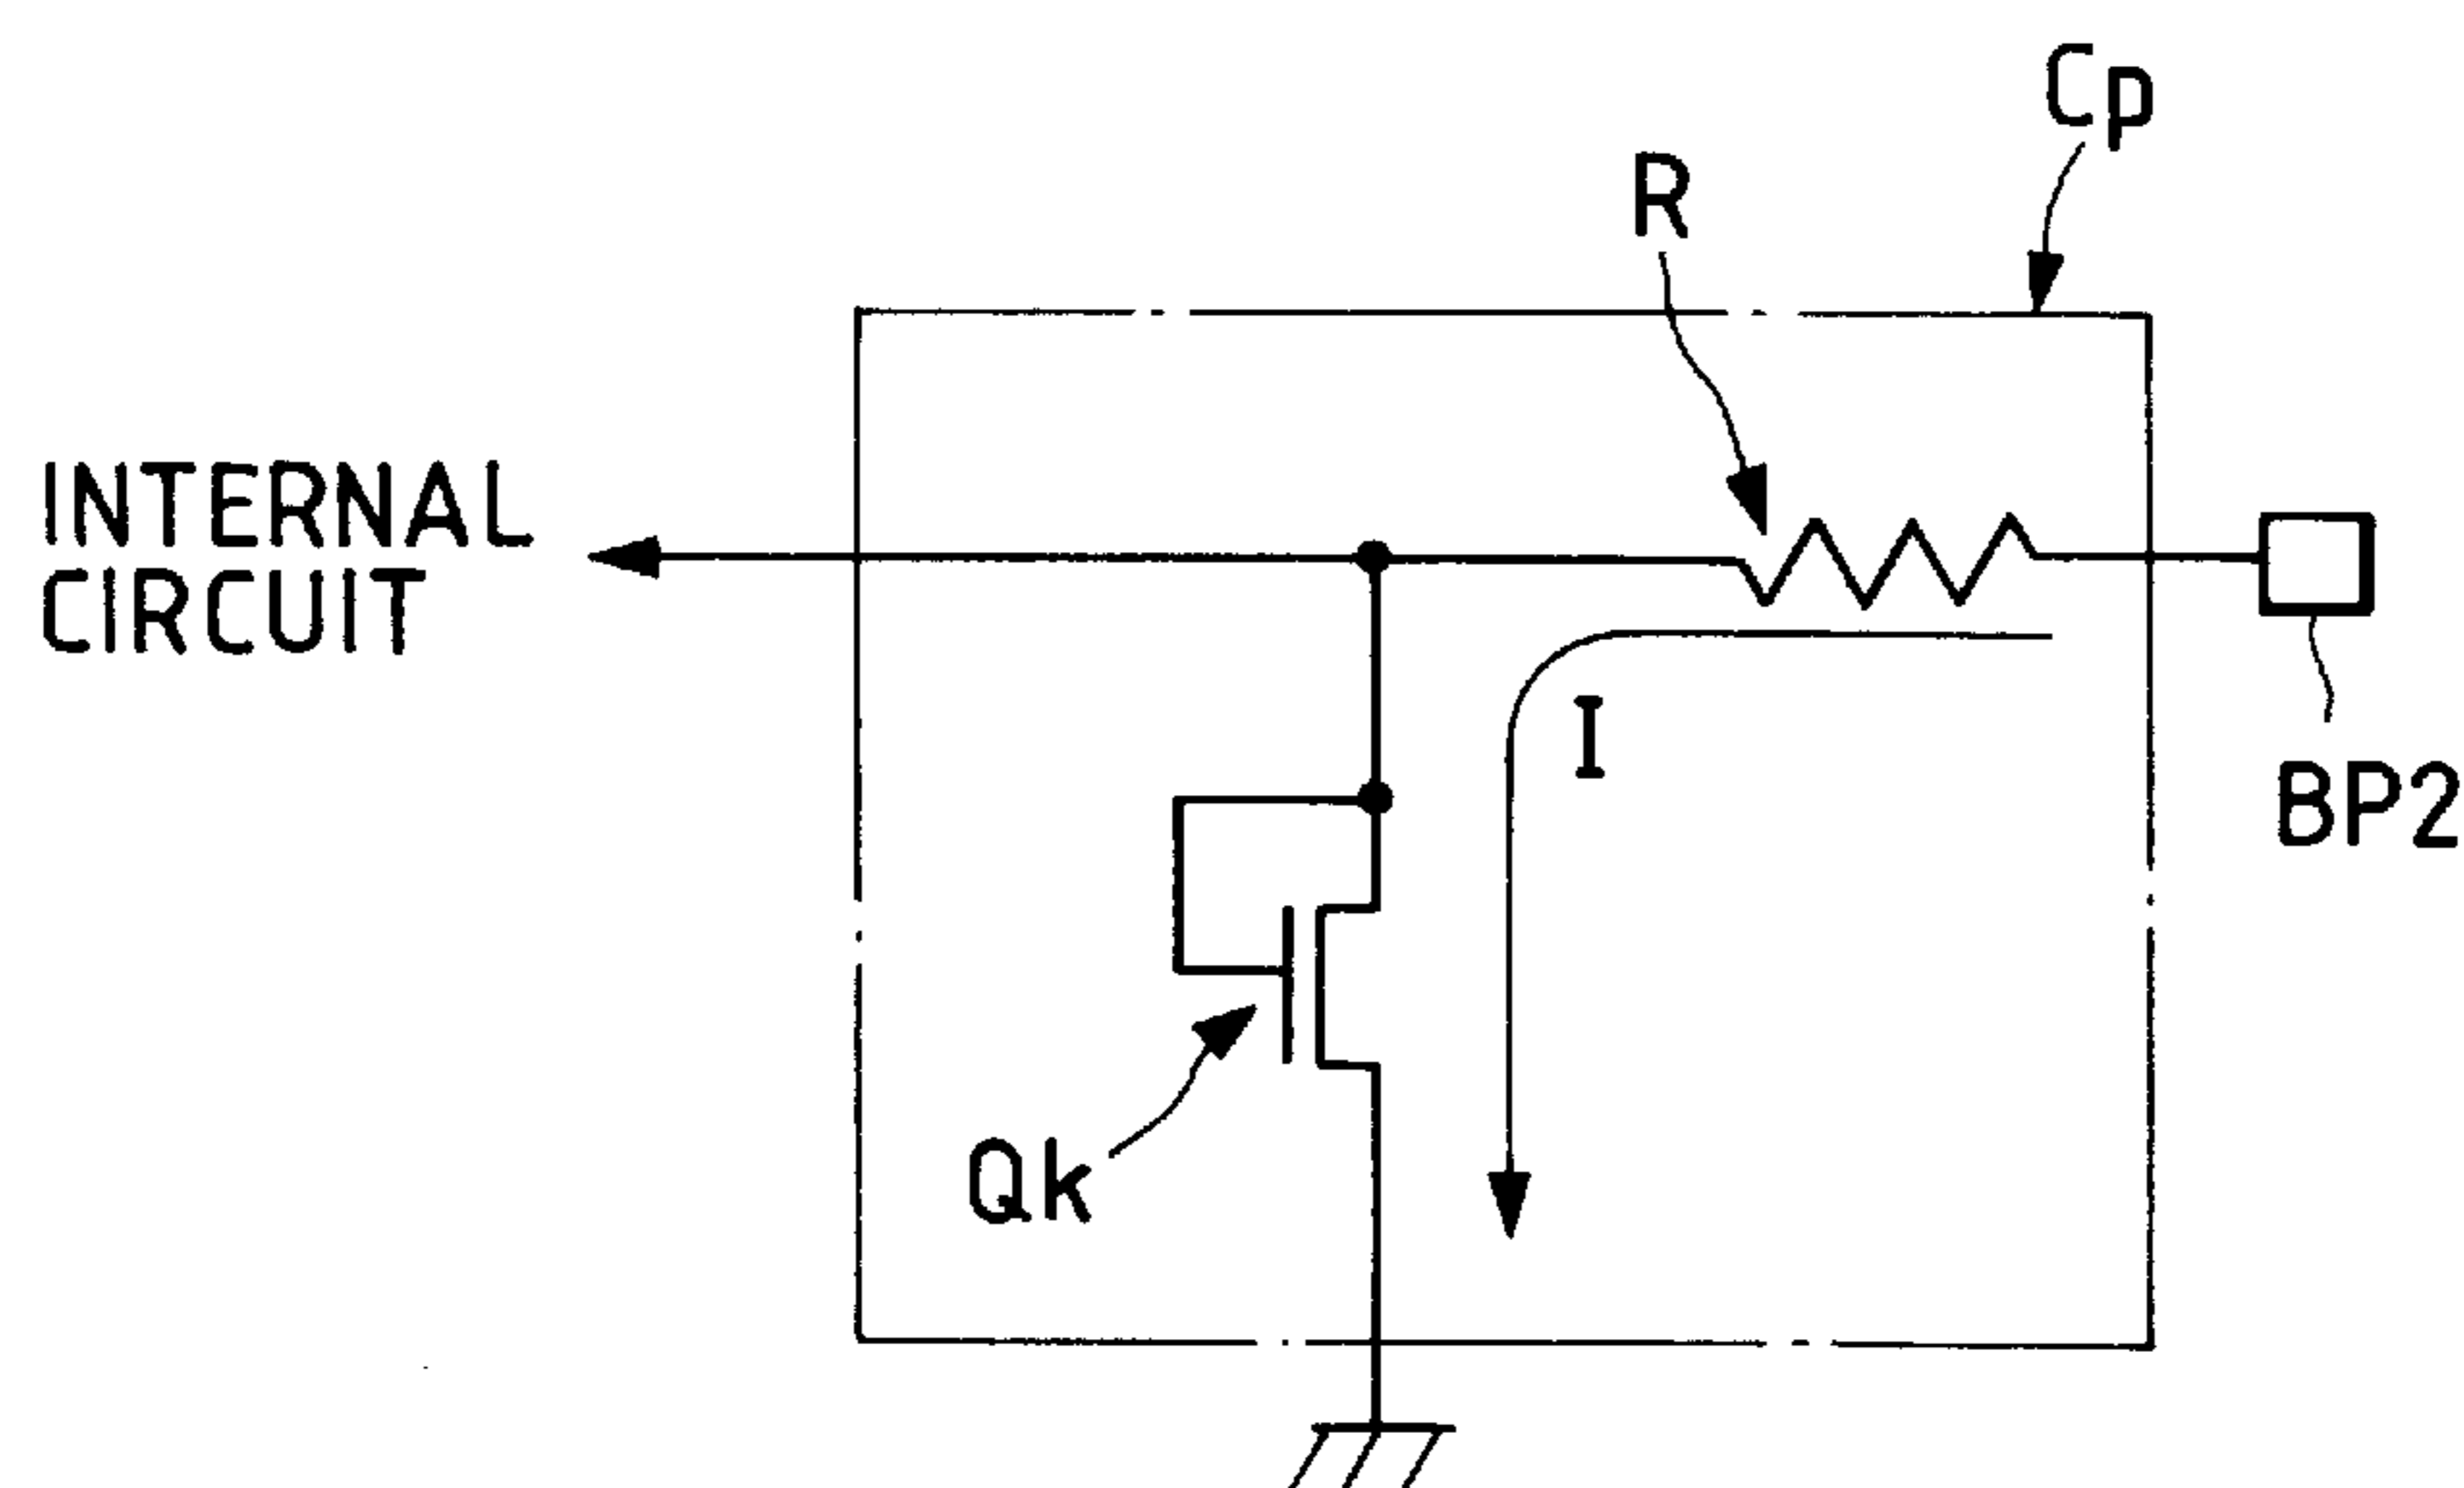 Cp
R
INTERNAL
CIRCUIT
I
BP2
Qk